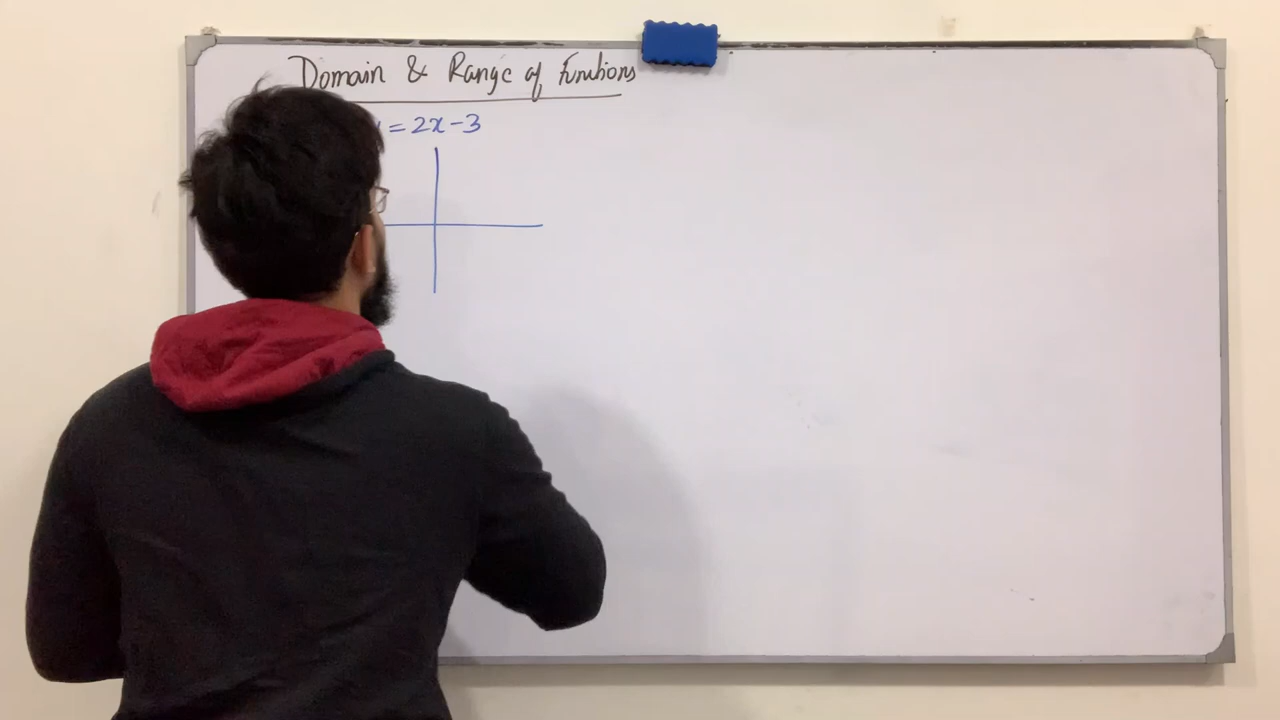 Domain & Range of Functions
= 2x - 3